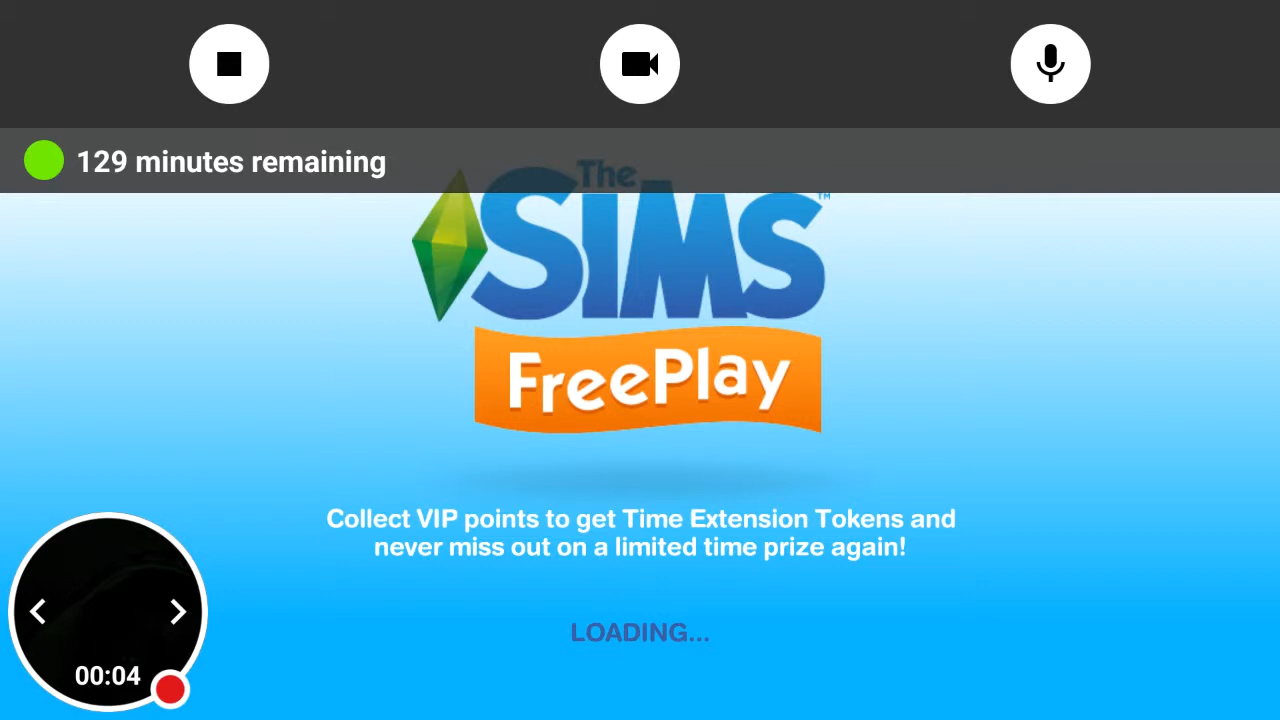 129 minutes remaining
The
SIMS™
FreePlay
Collect VIP points to get Time Extension Tokens and
never miss out on a limited time prize again!
LOADING...
00:04